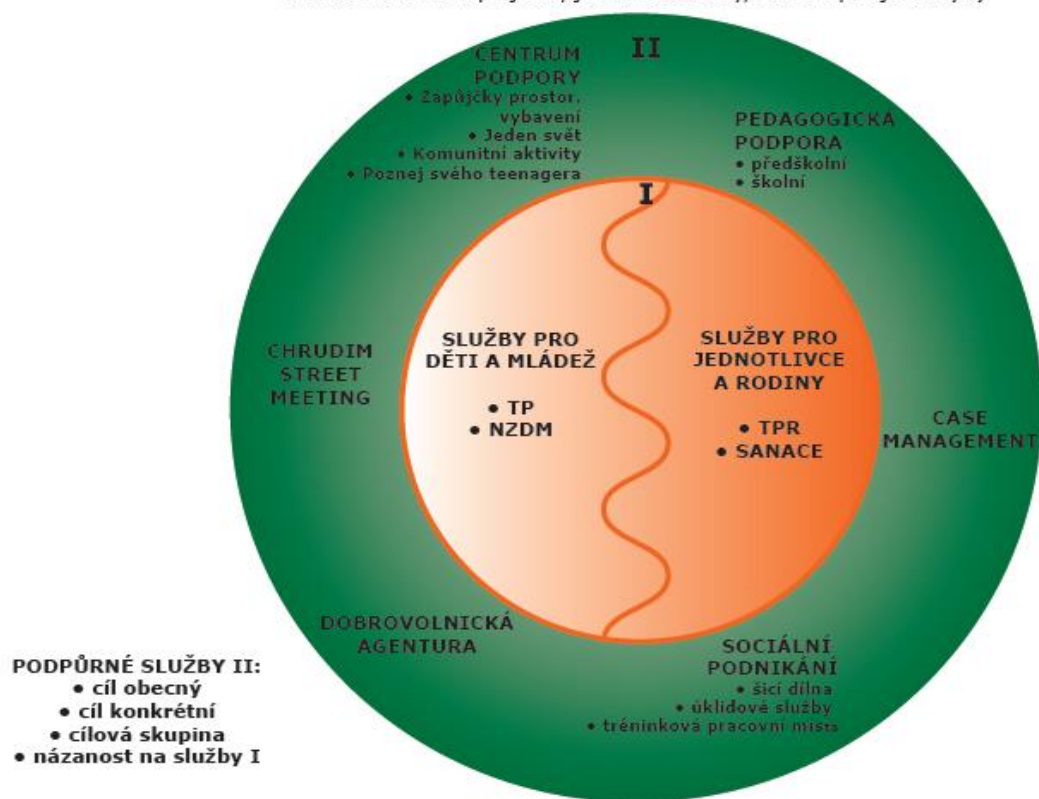 II
CENTRUM
PODPORY
• Zápůjčky prostor,
vybavení
• Jeden svět
• Komunitní aktivity
• Poznej svého teenagera
PEDAGOGICKÁ
PODPORA
• předškolní
• školní
I
SLUŽBY PRO
DĚTI A MLÁDEŽ
• TP
• NZDM
SLUŽBY PRO
JEDNOTLIVCE
A RODINY
• TPR
• SANACE
CHRUDIM
STREET
MEETING
CASE
MANAGEMENT
DOBROVOLNICKÁ
AGENTURA
SOCIÁLNÍ
PODNIKÁNÍ
• šicí dílna
• úklidové služby
• tréninková pracovní místa
PODPŮRNÉ SLUŽBY II:
• cíl obecný
• cíl konkrétní
• cílová skupina
• názanost na služby I